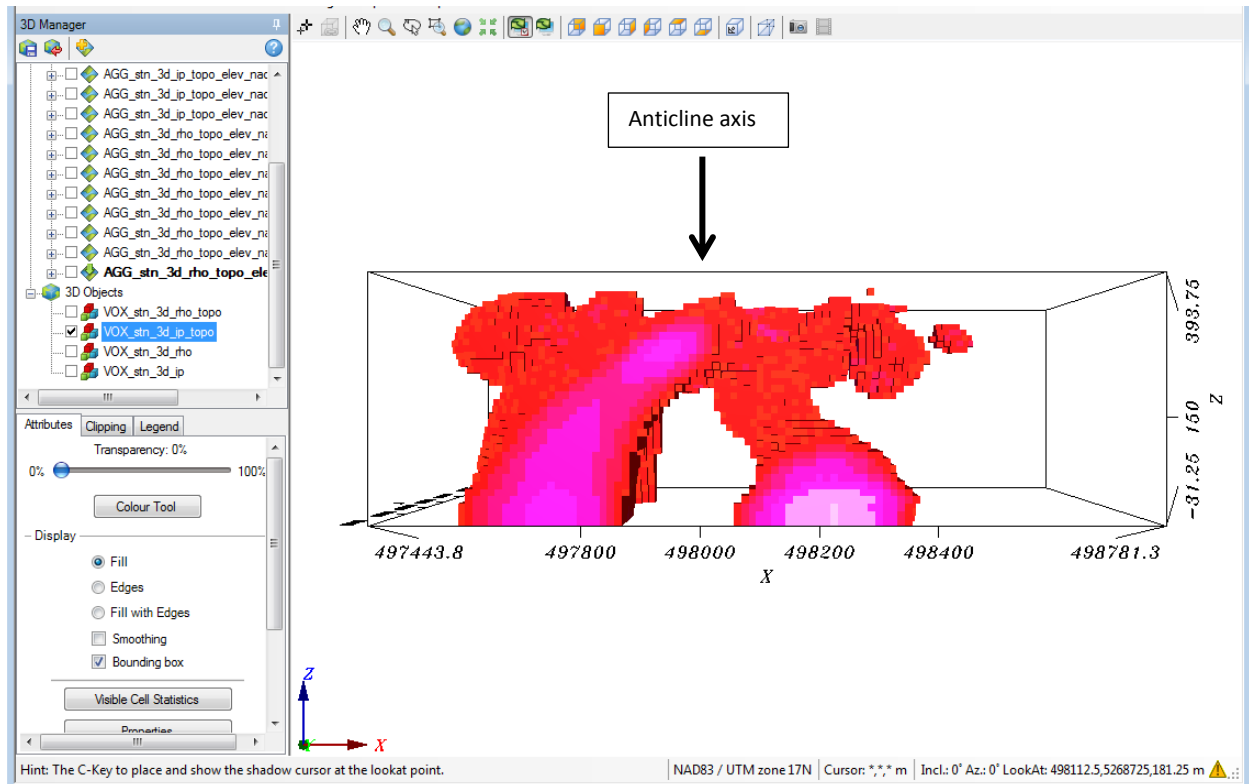 3D Manager
AGG_stn_3d_ip_topo_elev_nad
AGG_stn_3d_ip_topo_elev_nad
AGG_stn_3d_ip_topo_elev_nad
AGG_stn_3d_rho_topo_elev_na
AGG_stn_3d_rho_topo_elev_na
AGG_stn_3d_rho_topo_elev_na
AGG_stn_3d_rho_topo_elev_na
AGG_stn_3d_rho_topo_elev_na
AGG_stn_3d_rho_topo_elev_na
AGG_stn_3d_rho_topo_elev_na
AGG_stn_3d_rho_topo_ele
3D Objects
VOX_stn_3d_rho_topo
VOX_stn_3d_ip_topo
VOX_stn_3d_rho
VOX_stn_3d_ip
Attributes Clipping Legend
Transparency: 0%
0% 100%
Colour Tool
Display
Fill
Edges
Fill with Edges
Smoothing
Bounding box
Visible Cell Statistics
Properties
Anticline axis
393.75
150
-31.25
Z
497443.8 497800 498000 498200 498400 498781.3
X
Z
X
Hint: The C-Key to place and show the shadow cursor at the lookat point.
NAD83 / UTM zone 17N Cursor: *,*,* m Incl.: 0° Az.: 0° LookAt: 498112.5,5268725,181.25 m